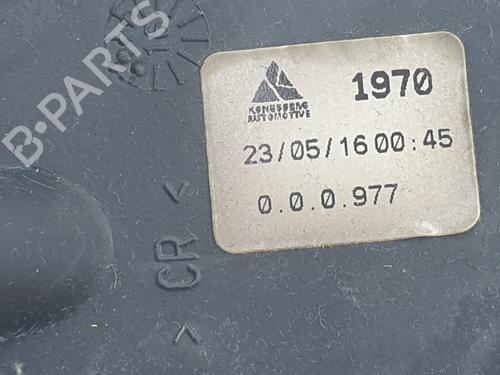 B-PARTS
KONGSBERG
AUTOMOTIVE
1970
23/05/16 00:45
0.0.0.977
> CR <